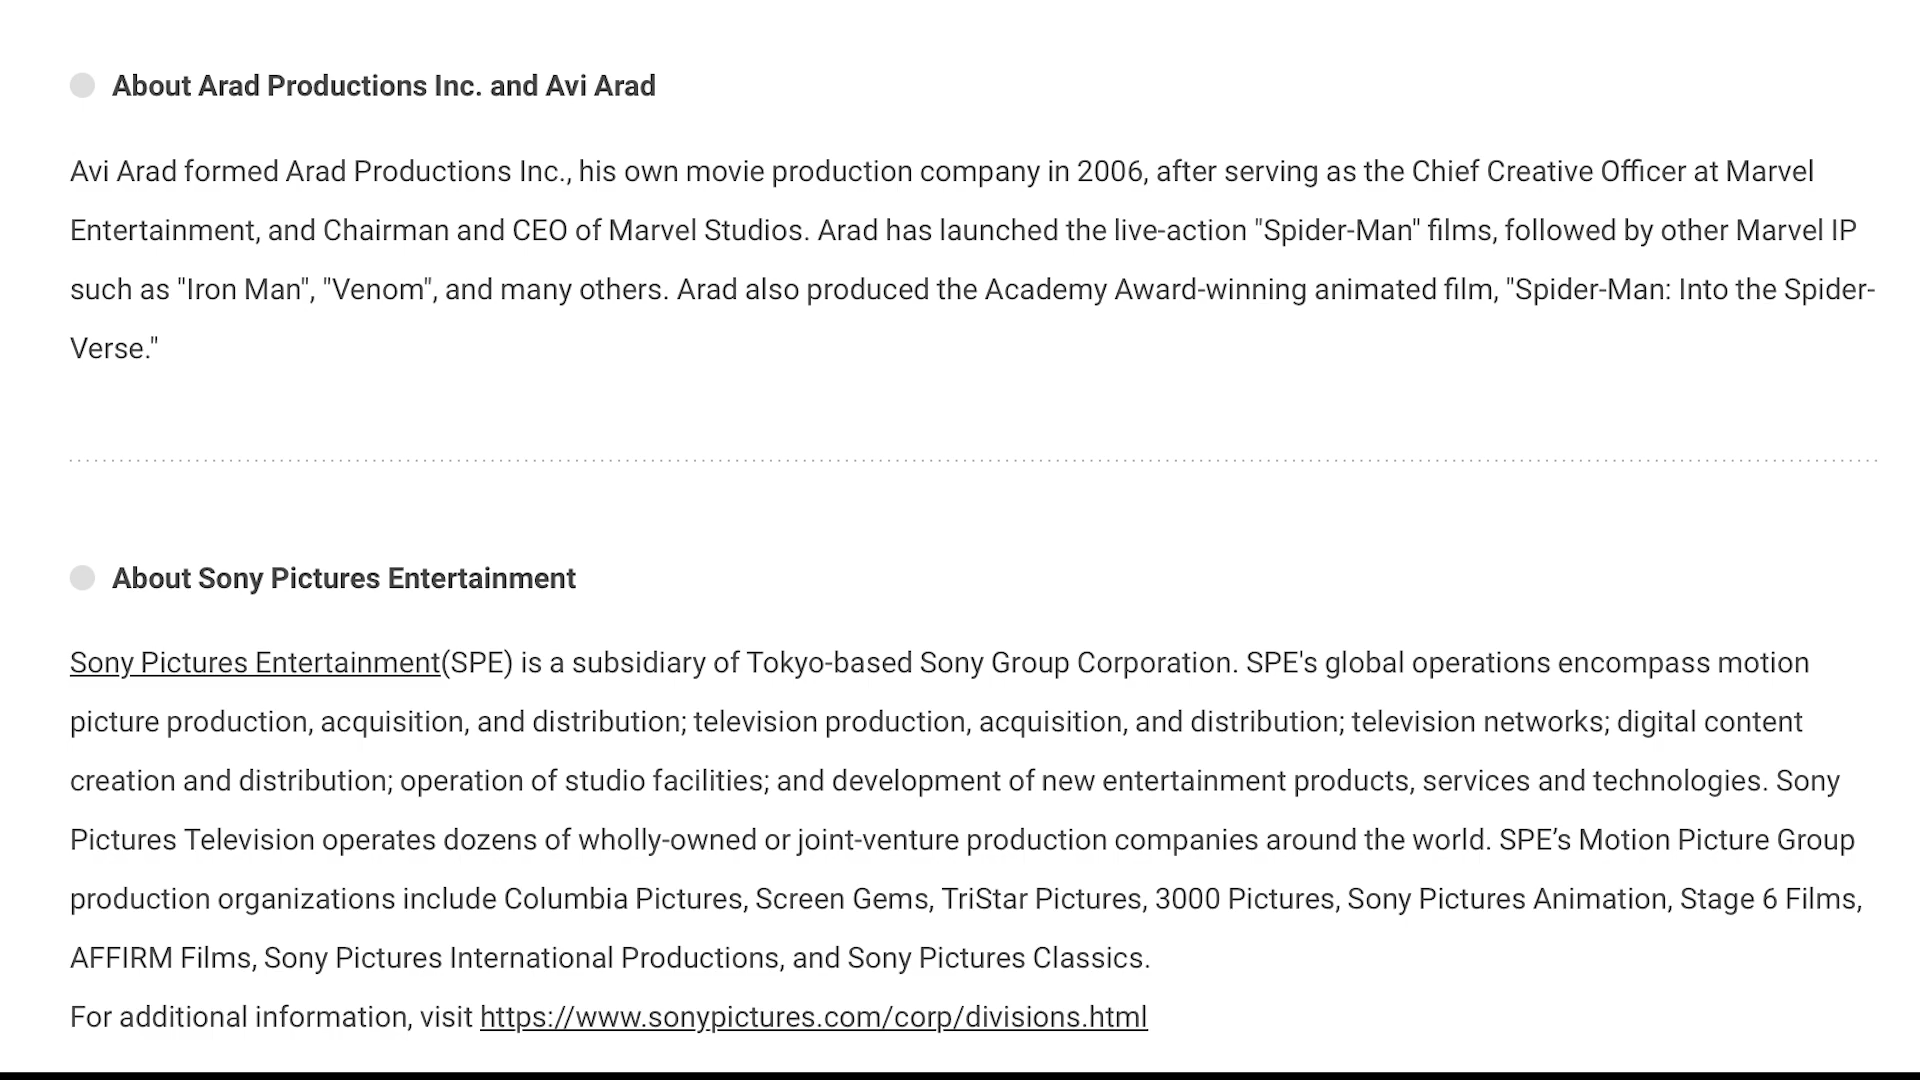 About Arad Productions Inc. and Avi Arad
Avi Arad formed Arad Productions Inc., his own movie production company in 2006, after serving as the Chief Creative Officer at Marvel
Entertainment, and Chairman and CEO of Marvel Studios. Arad has launched the live-action "Spider-Man" films, followed by other Marvel IP
such as "Iron Man", "Venom", and many others. Arad also produced the Academy Award-winning animated film, "Spider-Man: Into the Spider-
Verse."
About Sony Pictures Entertainment
Sony Pictures Entertainment(SPE) is a subsidiary of Tokyo-based Sony Group Corporation. SPE's global operations encompass motion
picture production, acquisition, and distribution; television production, acquisition, and distribution; television networks; digital content
creation and distribution; operation of studio facilities; and development of new entertainment products, services and technologies. Sony
Pictures Television operates dozens of wholly-owned or joint-venture production companies around the world. SPE’s Motion Picture Group
production organizations include Columbia Pictures, Screen Gems, TriStar Pictures, 3000 Pictures, Sony Pictures Animation, Stage 6 Films,
AFFIRM Films, Sony Pictures International Productions, and Sony Pictures Classics.
For additional information, visit https://www.sonypictures.com/corp/divisions.html